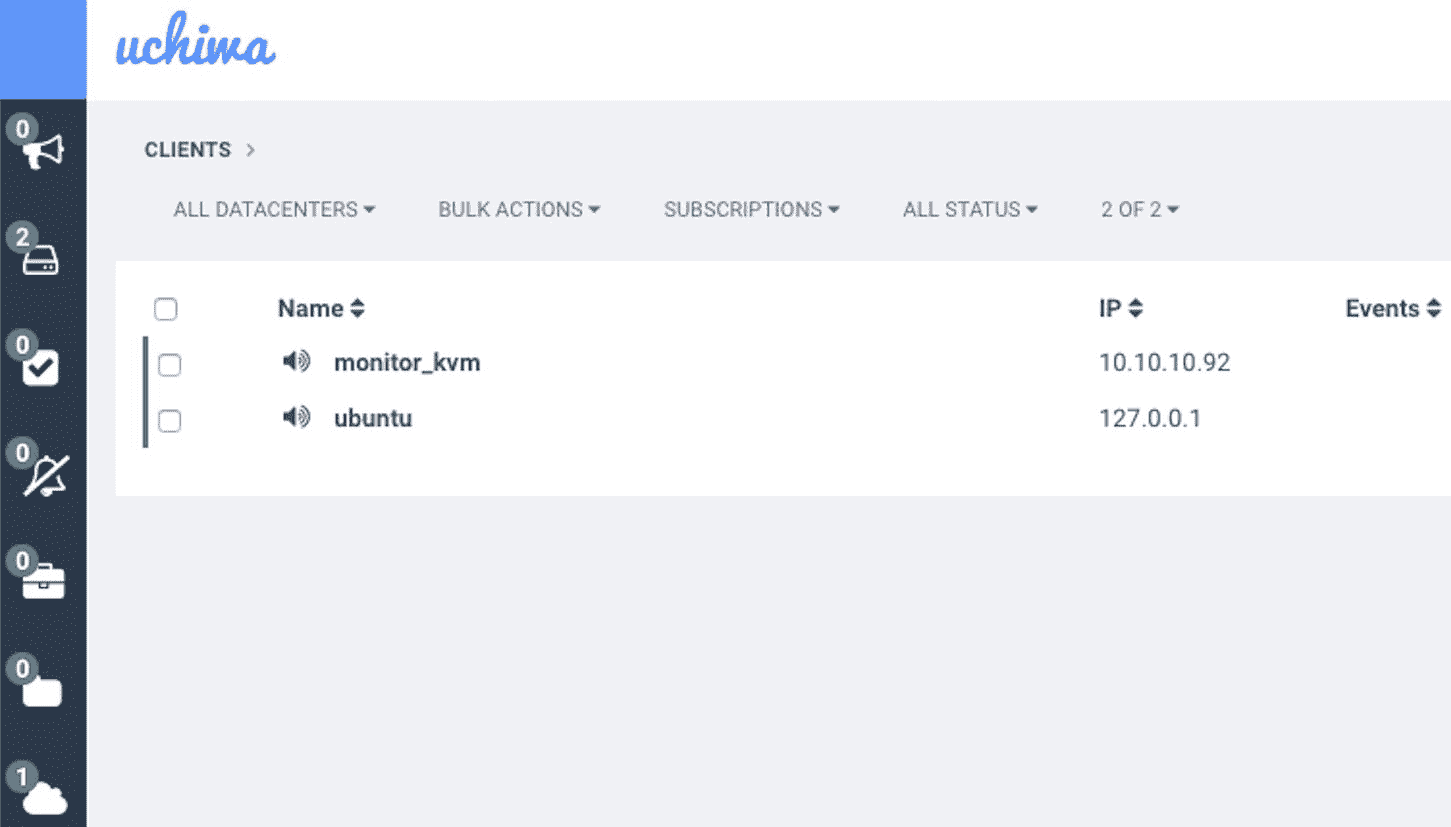 uchiwa
0
CLIENTS >
ALL DATACENTERS BULK ACTIONS SUBSCRIPTIONS ALL STATUS 2 OF 2
2
Name IP Events
0
monitor_kvm 10.10.10.92
ubuntu 127.0.0.1
0
0
0
1